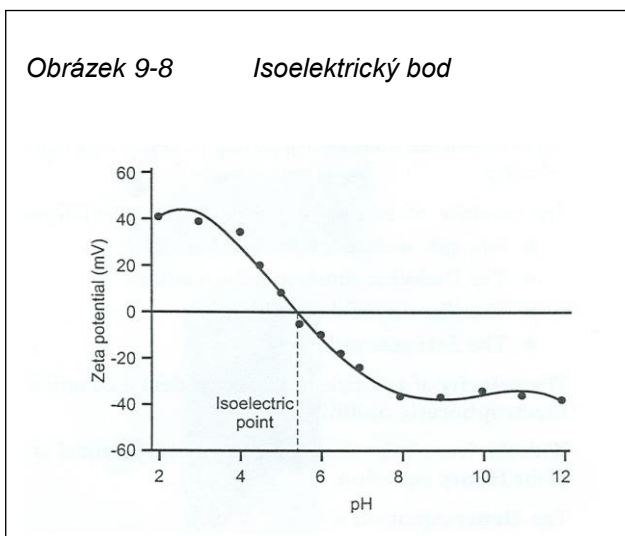 Obrázek 9-8 Isoelektrický bod
60
40
20
0
-20
-40
-60
Zeta potential (mV)
Isoelectric
point
2 4 6 8 10 12
pH